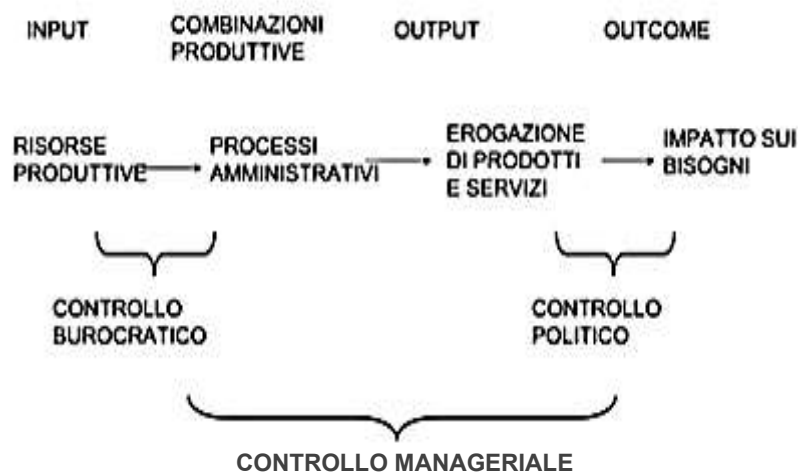 INPUT
COMBINAZIONI
PRODUTTIVE
OUTPUT
OUTCOME
RISORSE
PRODUTTIVE
PROCESSI
AMMINISTRATIVI
EROGAZIONE
DI PRODOTTI
E SERVIZI
IMPATTO SUI
BISOGNI
CONTROLLO
BUROCRATICO
CONTROLLO
POLITICO
CONTROLLO MANAGERIALE